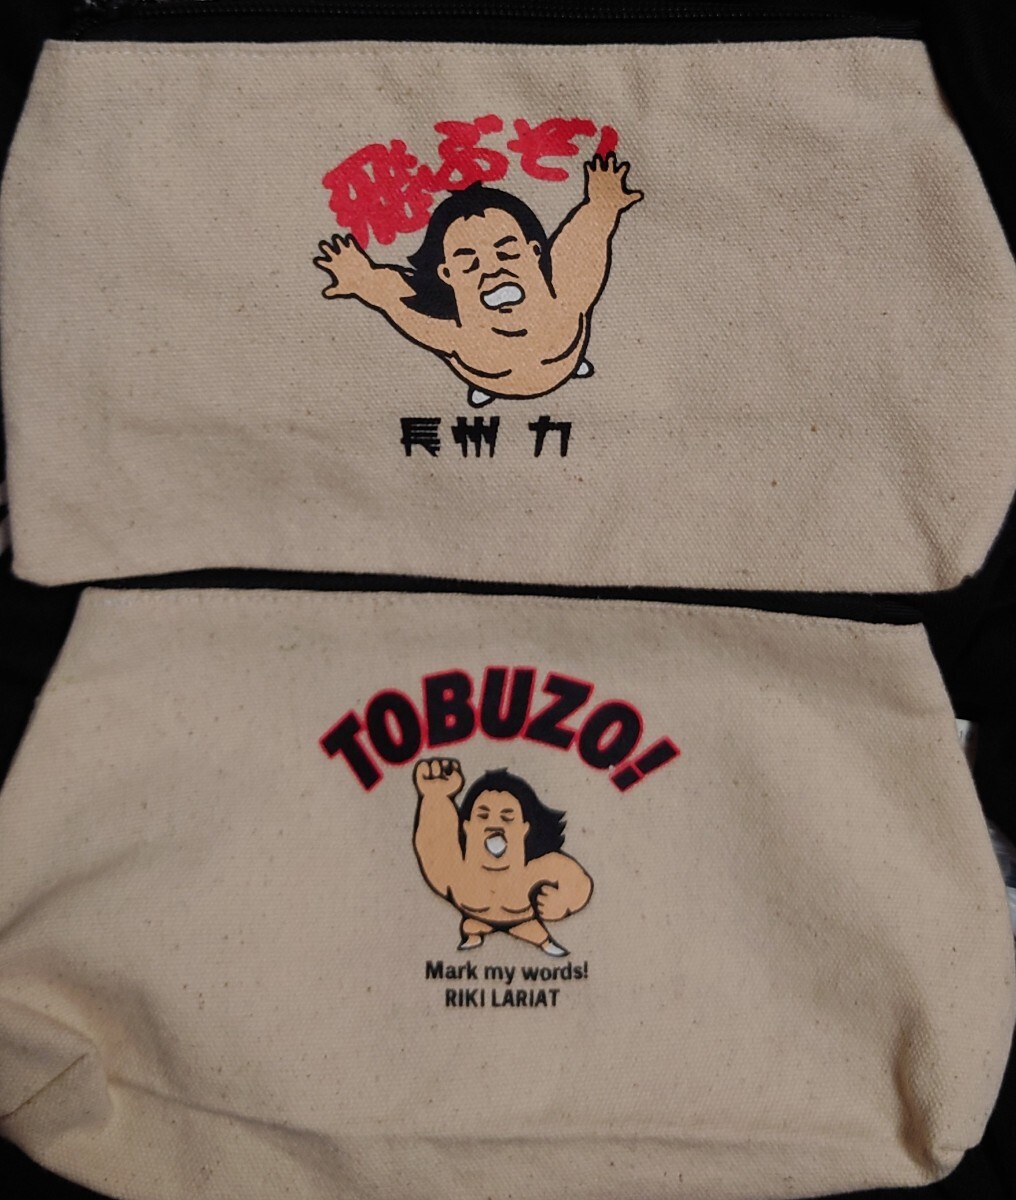 飛ぶぞ!
長州 力
TOBUZO!
Mark my words!
RIKI LARIAT